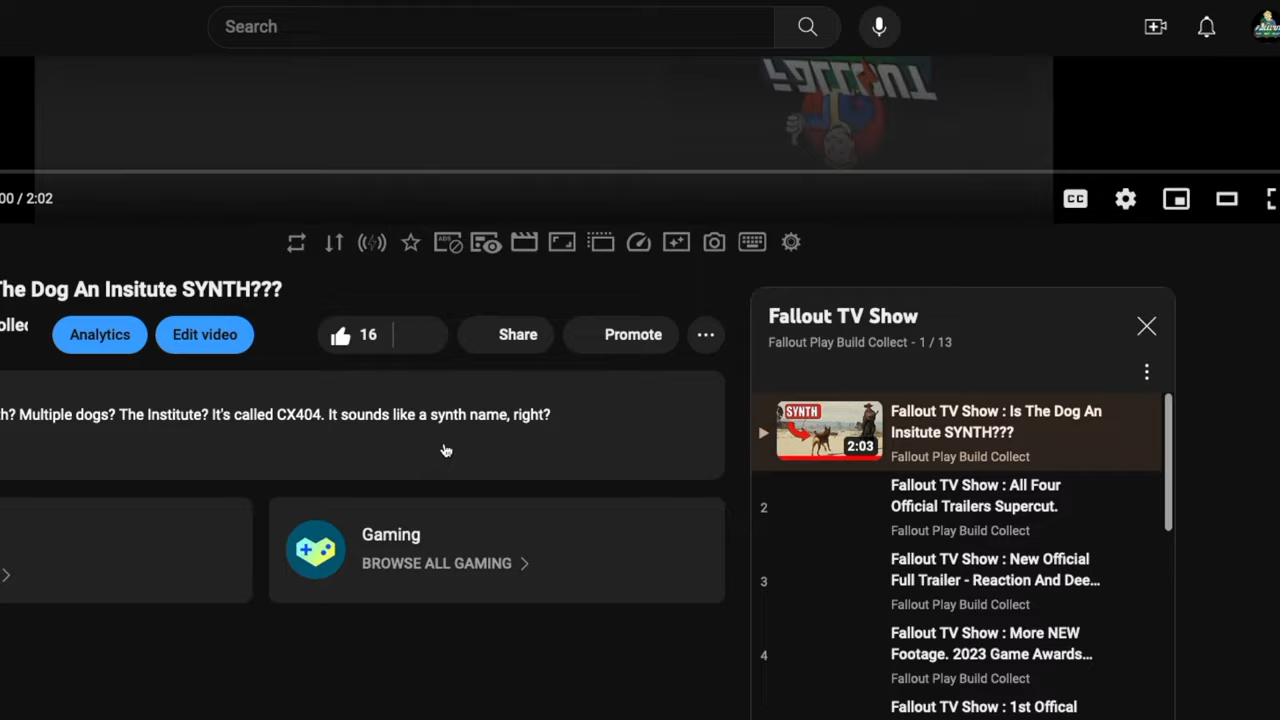 Search
FALLOUT
00 / 2:02
CC
ADS
The Dog An Insitute SYNTH???
Collec
Analytics
Edit video
16
Share
Promote
h? Multiple dogs? The Institute? It's called CX404. It sounds like a synth name, right?
Gaming
BROWSE ALL GAMING
Fallout TV Show
Fallout Play Build Collect - 1 / 13
SYNTH
2:03
Fallout TV Show : Is The Dog An
Insitute SYNTH???
Fallout Play Build Collect
2
Fallout TV Show : All Four
Official Trailers Supercut.
Fallout Play Build Collect
3
Fallout TV Show : New Official
Full Trailer - Reaction And Dee...
Fallout Play Build Collect
4
Fallout TV Show : More NEW
Footage. 2023 Game Awards...
Fallout Play Build Collect
Fallout TV Show : 1st Offical